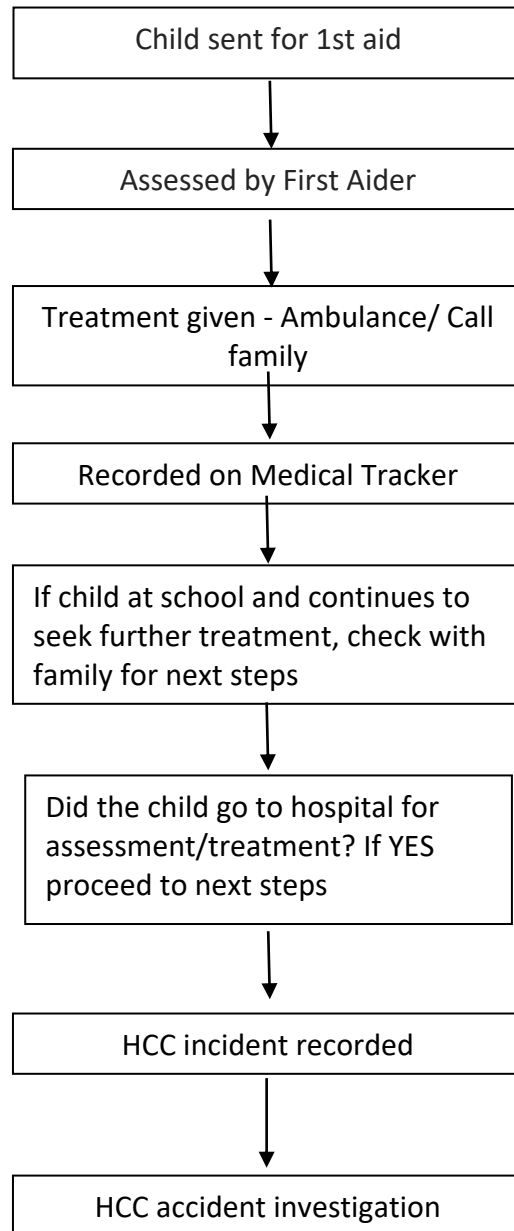 Child sent for 1st aid
Assessed by First Aider
Treatment given - Ambulance/ Call
family
Recorded on Medical Tracker
If child at school and continues to
seek further treatment, check with
family for next steps
Did the child go to hospital for
assessment/treatment? If YES
proceed to next steps
HCC incident recorded
HCC accident investigation